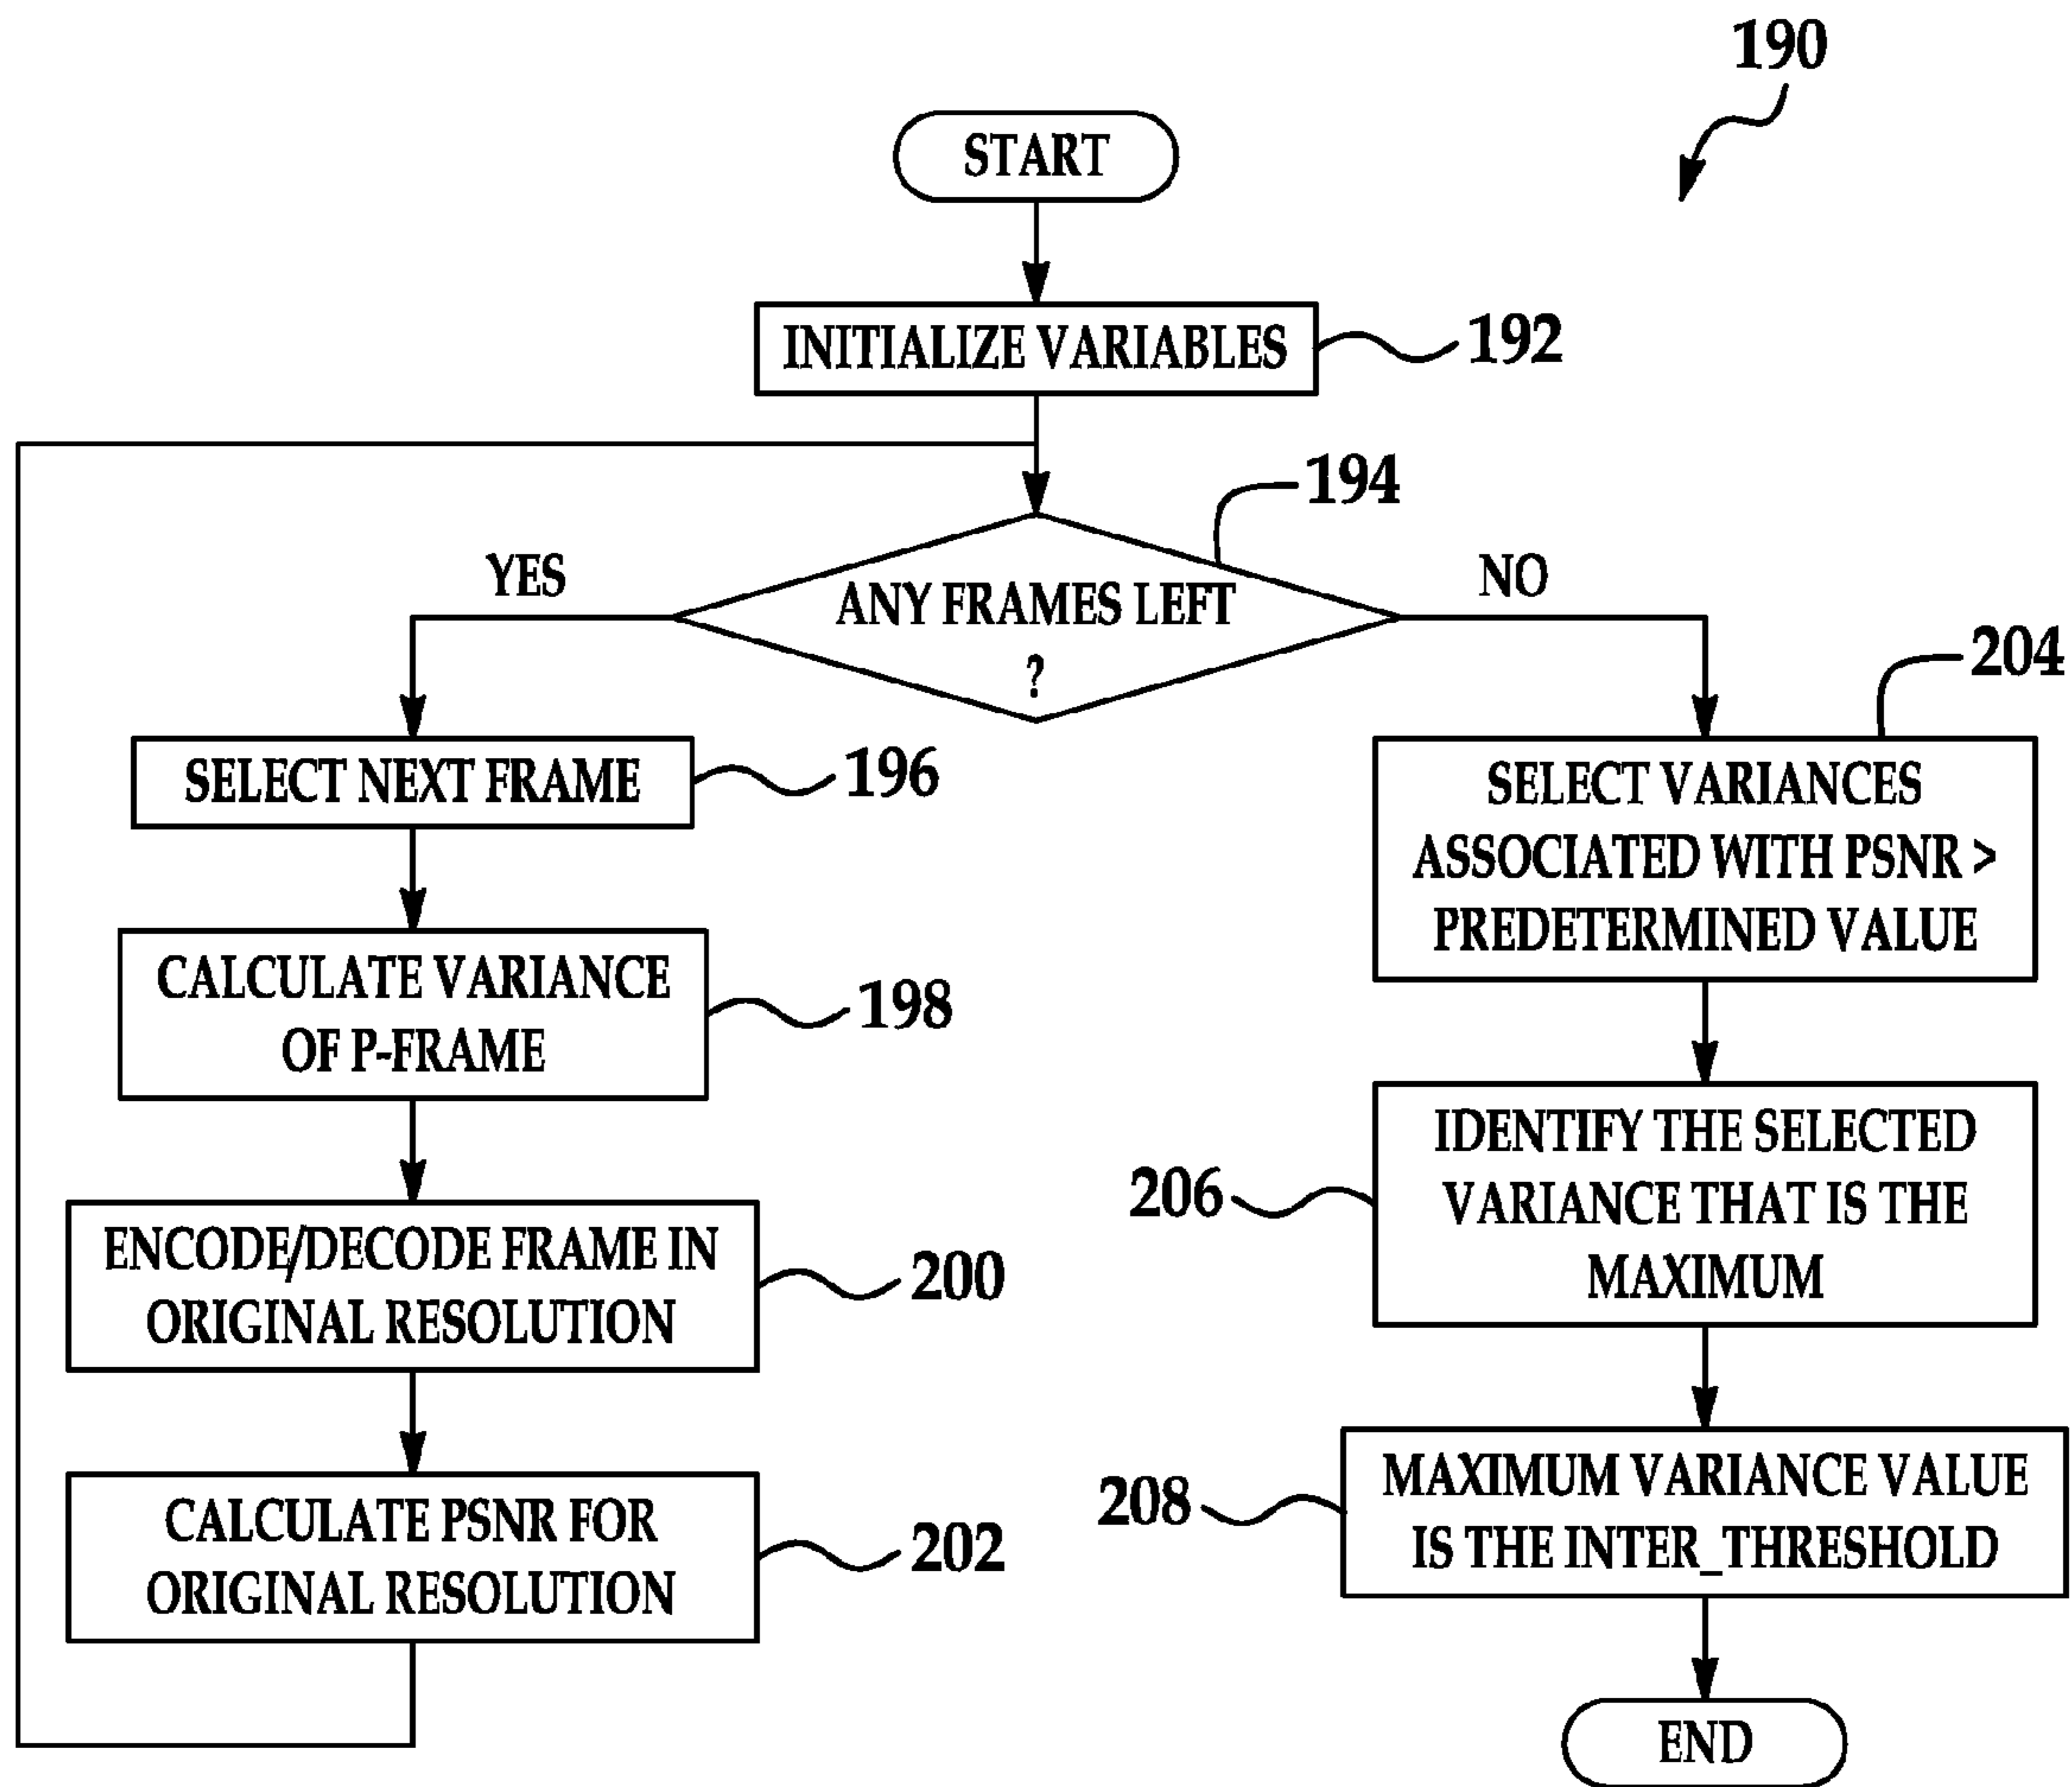 190
START
INITIALIZE VARIABLES
192
194
YES
ANY FRAMES LEFT
?
NO
SELECT NEXT FRAME
196
CALCULATE VARIANCE
OF P-FRAME
198
ENCODE/DECODE FRAME IN
ORIGINAL RESOLUTION
200
CALCULATE PSNR FOR
ORIGINAL RESOLUTION
202
204
SELECT VARIANCES
ASSOCIATED WITH PSNR >
PREDETERMINED VALUE
206
IDENTIFY THE SELECTED
VARIANCE THAT IS THE
MAXIMUM
208
MAXIMUM VARIANCE VALUE
IS THE INTER_THRESHOLD
END